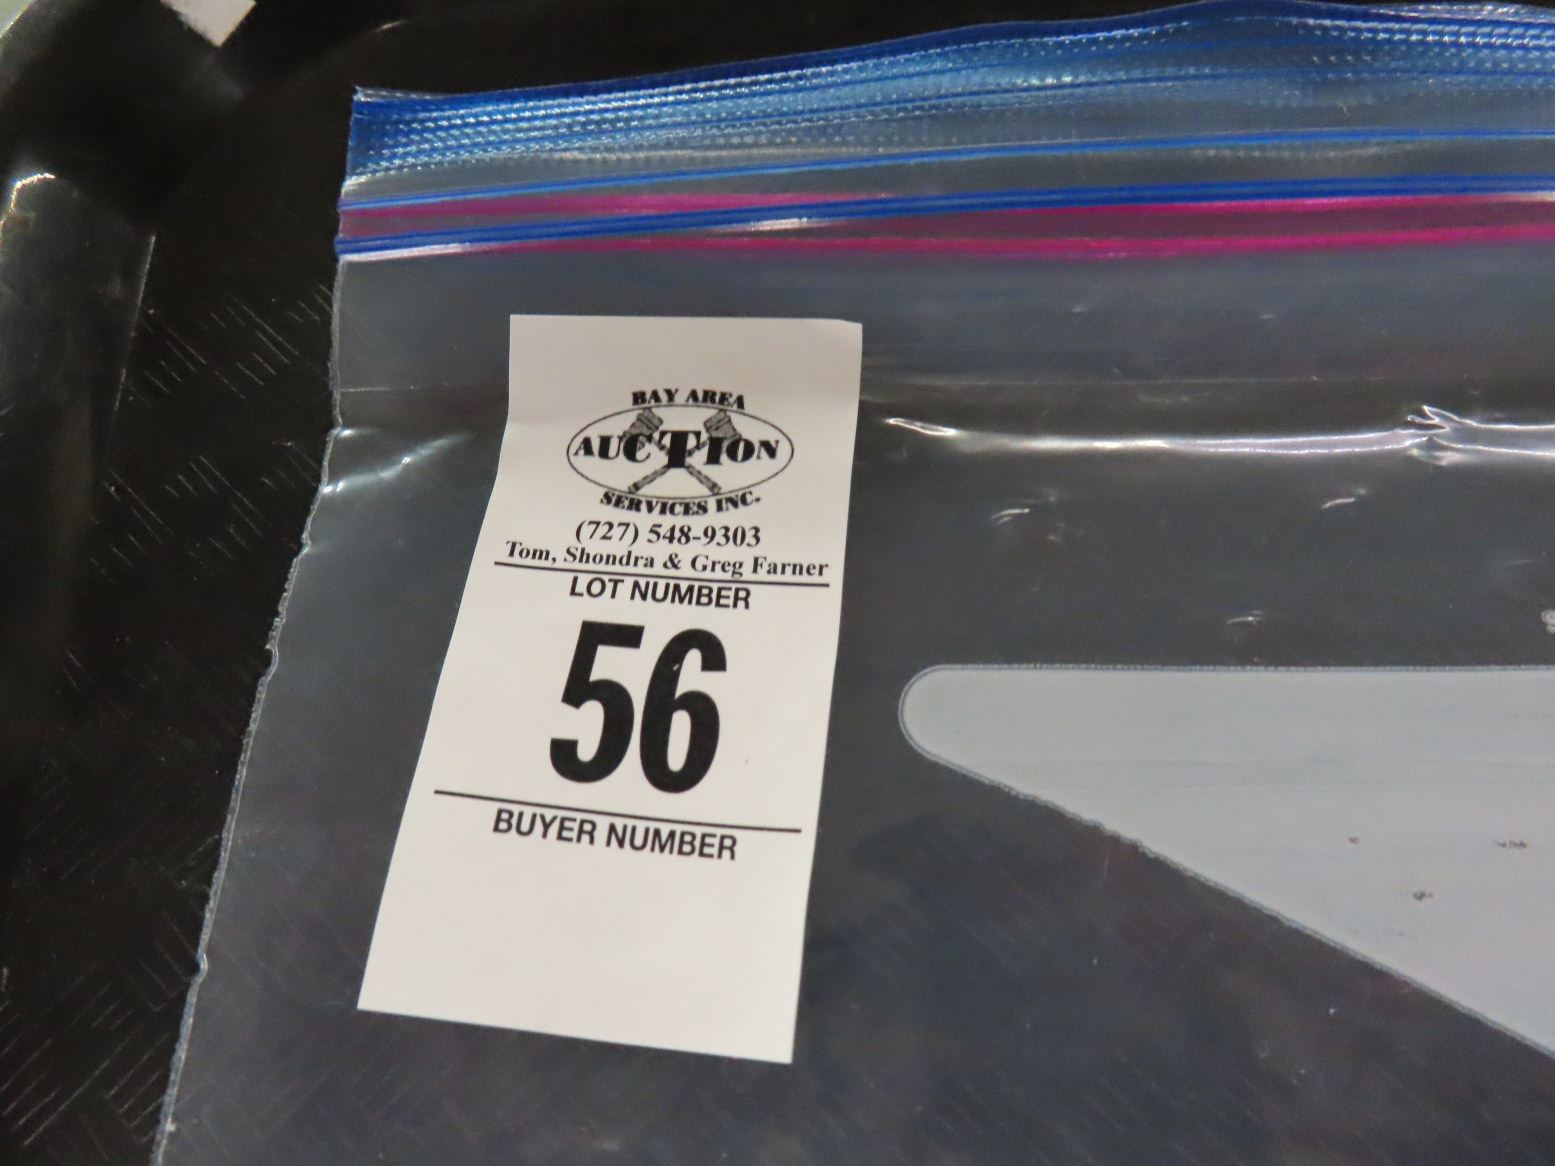 BAY AREA
AUCTION
SERVICES INC.
(727) 548-9303
Tom, Shondra & Greg Farner
LOT NUMBER
56
BUYER NUMBER